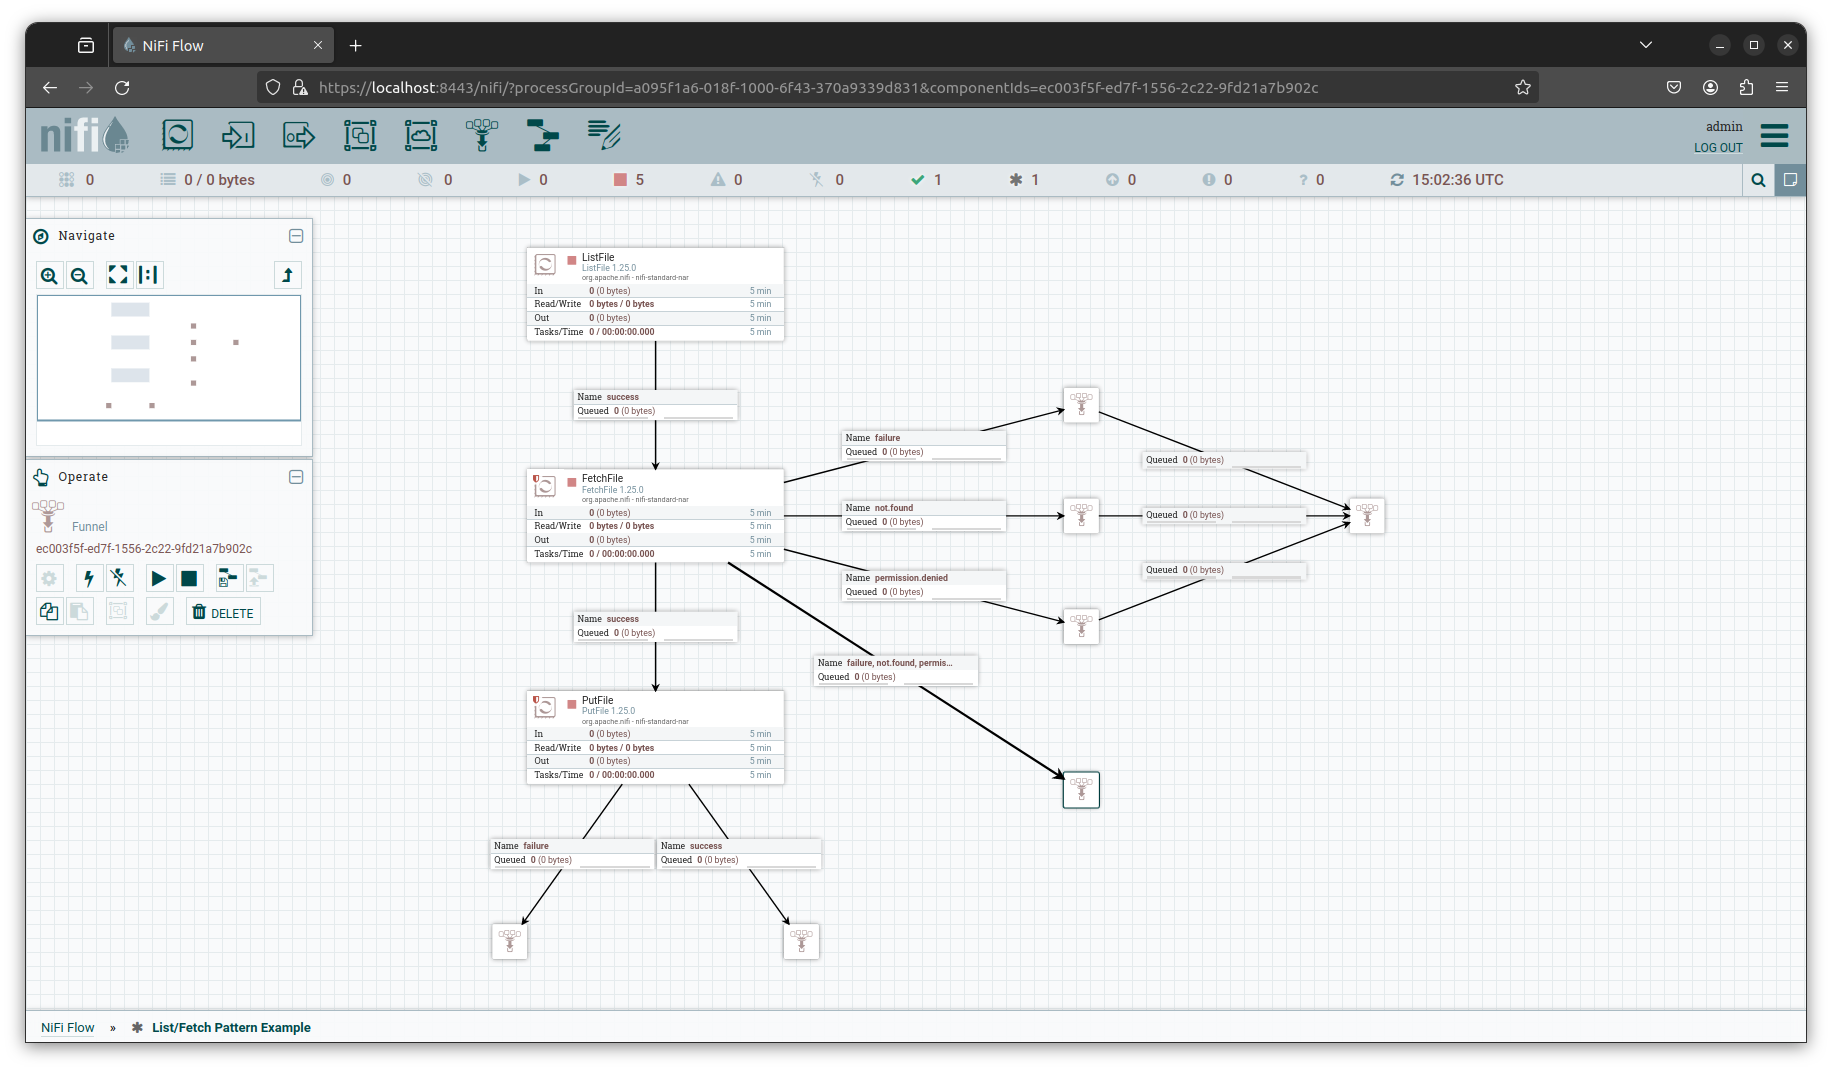 NiFi Flow
https://localhost:8443/nifi/?processGroupId=a095f1a6-018f-1000-6f43-370a9339d831&componentIds=ec003f5f-ed7f-1556-2c22-9fd21a7b902c
nifi
admin
LOG OUT
0
0 / 0 bytes
0
0
0
5
0
0
1
1
0
0
? 0
15:02:36 UTC
Navigate
Operate
Funnel
ec003f5f-ed7f-1556-2c22-9fd21a7b902c
DELETE
ListFile
ListFile 1.25.0
org.apache.nifi - nifi-standard-nar
In 0 (0 bytes) 5 min
Read/Write 0 bytes / 0 bytes 5 min
Out 0 (0 bytes) 5 min
Tasks/Time 0 / 00:00:00.000 5 min
Name success
Queued 0 (0 bytes)
FetchFile
FetchFile 1.25.0
org.apache.nifi - nifi-standard-nar
In 0 (0 bytes) 5 min
Read/Write 0 bytes / 0 bytes 5 min
Out 0 (0 bytes) 5 min
Tasks/Time 0 / 00:00:00.000 5 min
Name failure
Queued 0 (0 bytes)
Name not.found
Queued 0 (0 bytes)
Name permission.denied
Queued 0 (0 bytes)
Queued 0 (0 bytes)
Queued 0 (0 bytes)
Queued 0 (0 bytes)
Name success
Queued 0 (0 bytes)
Name failure, not.found, permis...
Queued 0 (0 bytes)
PutFile
PutFile 1.25.0
org.apache.nifi - nifi-standard-nar
In 0 (0 bytes) 5 min
Read/Write 0 bytes / 0 bytes 5 min
Out 0 (0 bytes) 5 min
Tasks/Time 0 / 00:00:00.000 5 min
Name failure
Queued 0 (0 bytes)
Name success
Queued 0 (0 bytes)
NiFi Flow » List/Fetch Pattern Example